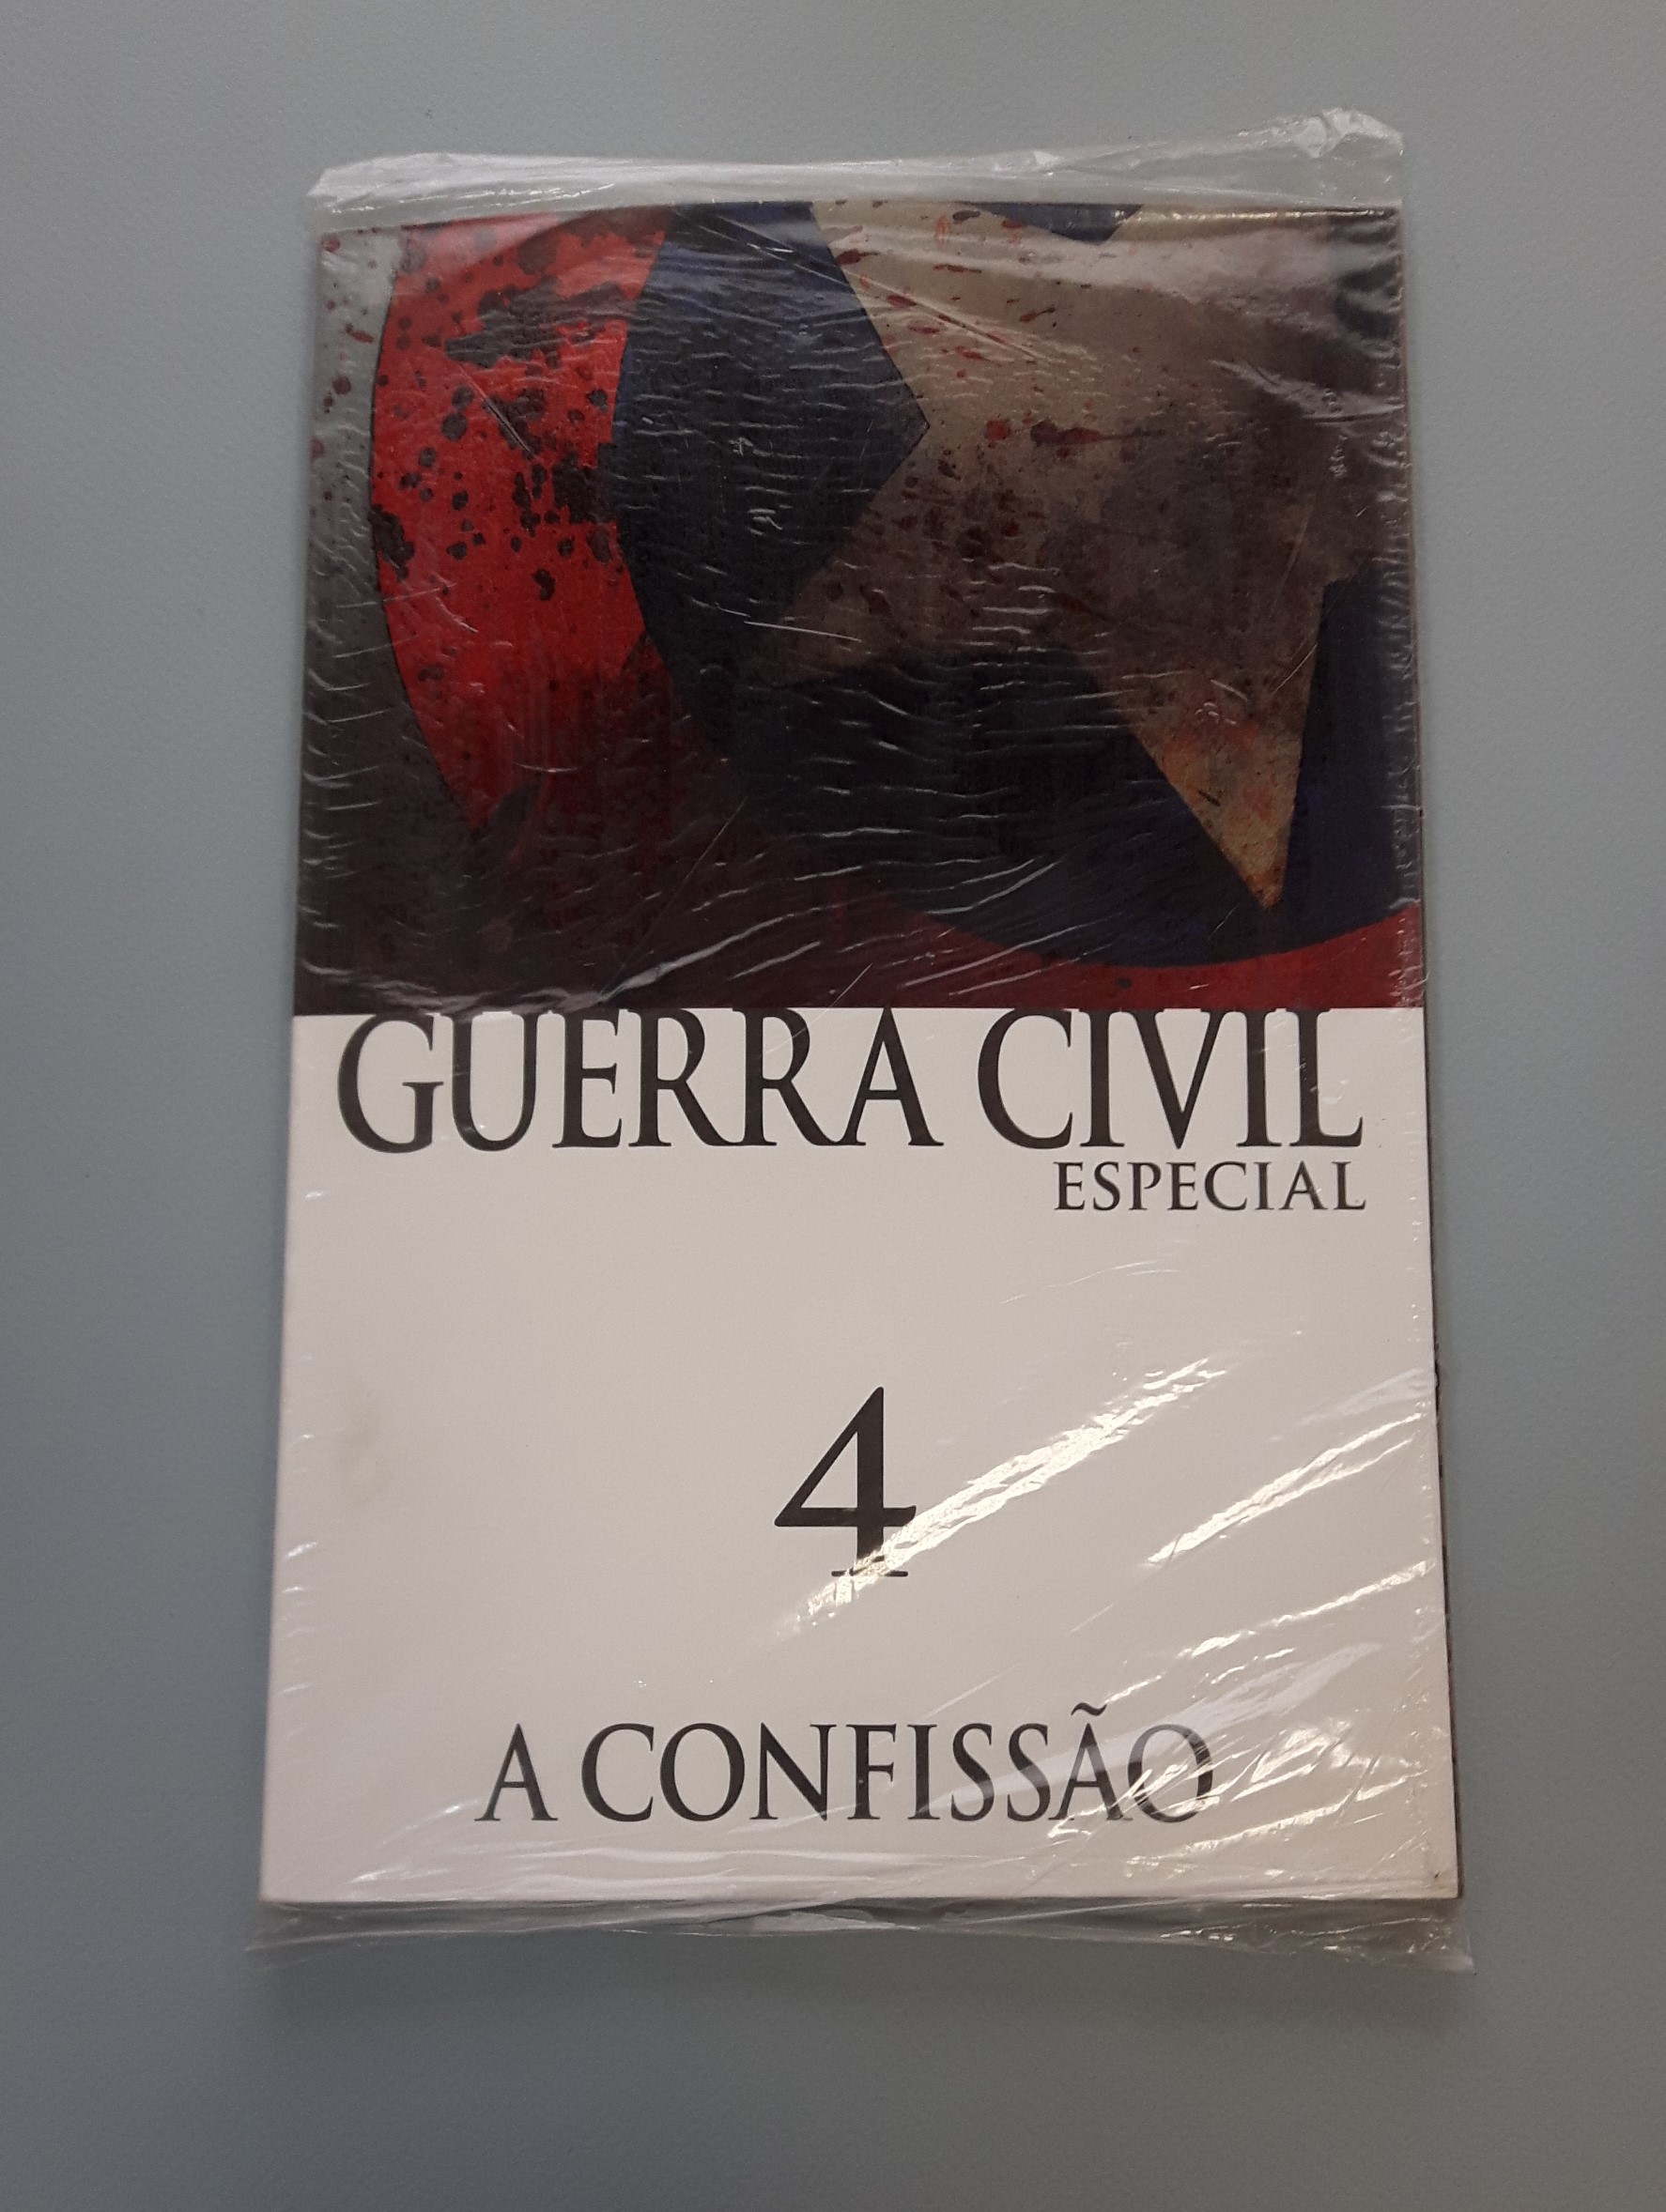 GUERRA CIVIL
ESPECIAL
4
A CONFISSÃO